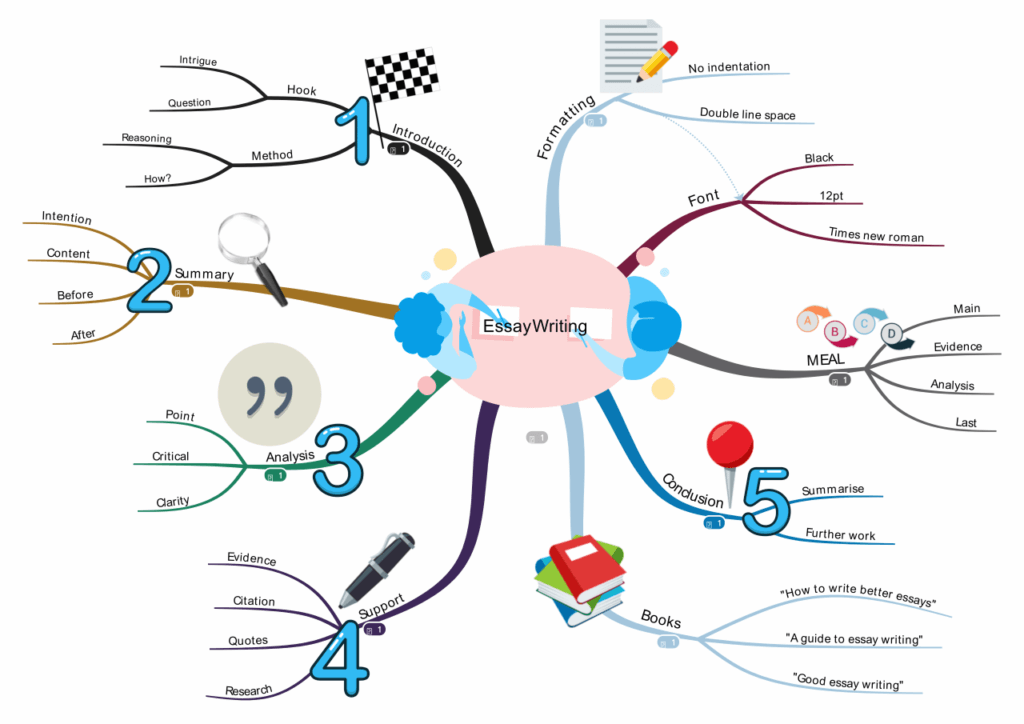 EssayWriting
1
Introduction
1
Hook
Intrigue
Question
Method
Reasoning
How?
2
Summary
1
Intention
Content
Before
After
3
Analysis
1
Point
Critical
Clarity
4
Support
1
Evidence
Citation
Quotes
Research
Formatting
1
No indentation
Double line space
Font
Black
12pt
Times new roman
A
B
C
D
MEAL
1
Main
Evidence
Analysis
Last
5
Conclusion
1
Summarise
Further work
Books
1
"How to write better essays"
"A guide to essay writing"
"Good essay writing"
1